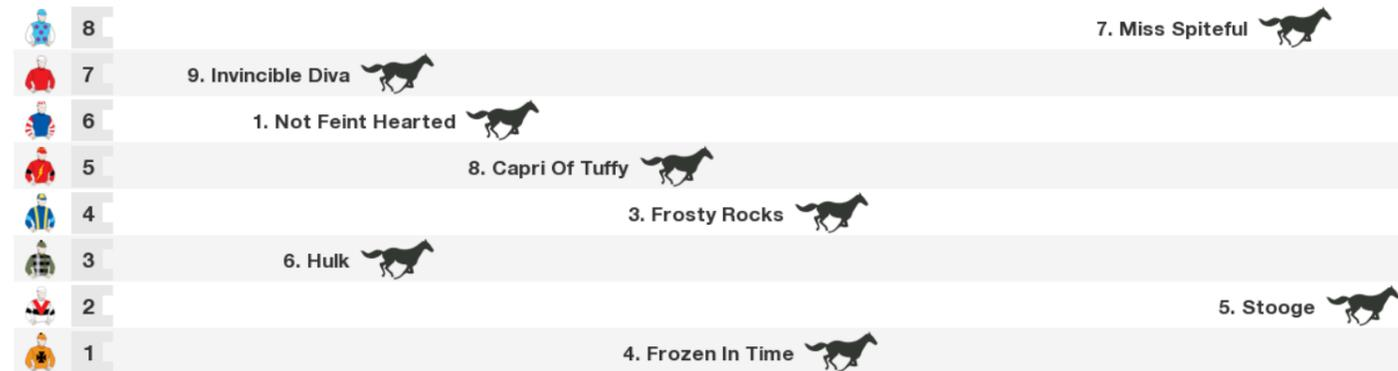 8 7. Miss Spiteful
7 9. Invincible Diva
6 1. Not Feint Hearted
5 8. Capri Of Tuffy
4 3. Frosty Rocks
3 6. Hulk
2 5. Stooge
1 4. Frozen In Time